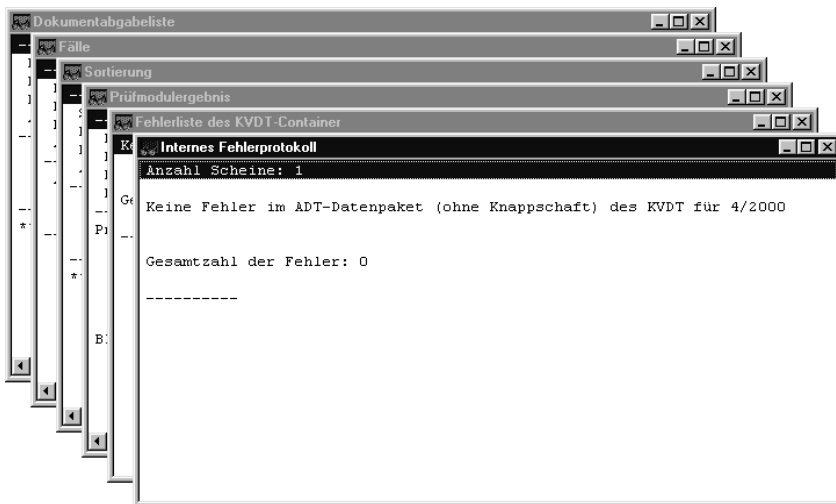 Dokumentabgabeliste
Fälle
Sortierung
Prüfmodulergebnis
Fehlerliste des KVDT-Container
Internes Fehlerprotokoll
Anzahl Scheine: 1
Keine Fehler im ADT-Datenpaket (ohne Knappschaft) des KVDT für 4/2000
Gesamtzahl der Fehler: 0
----------